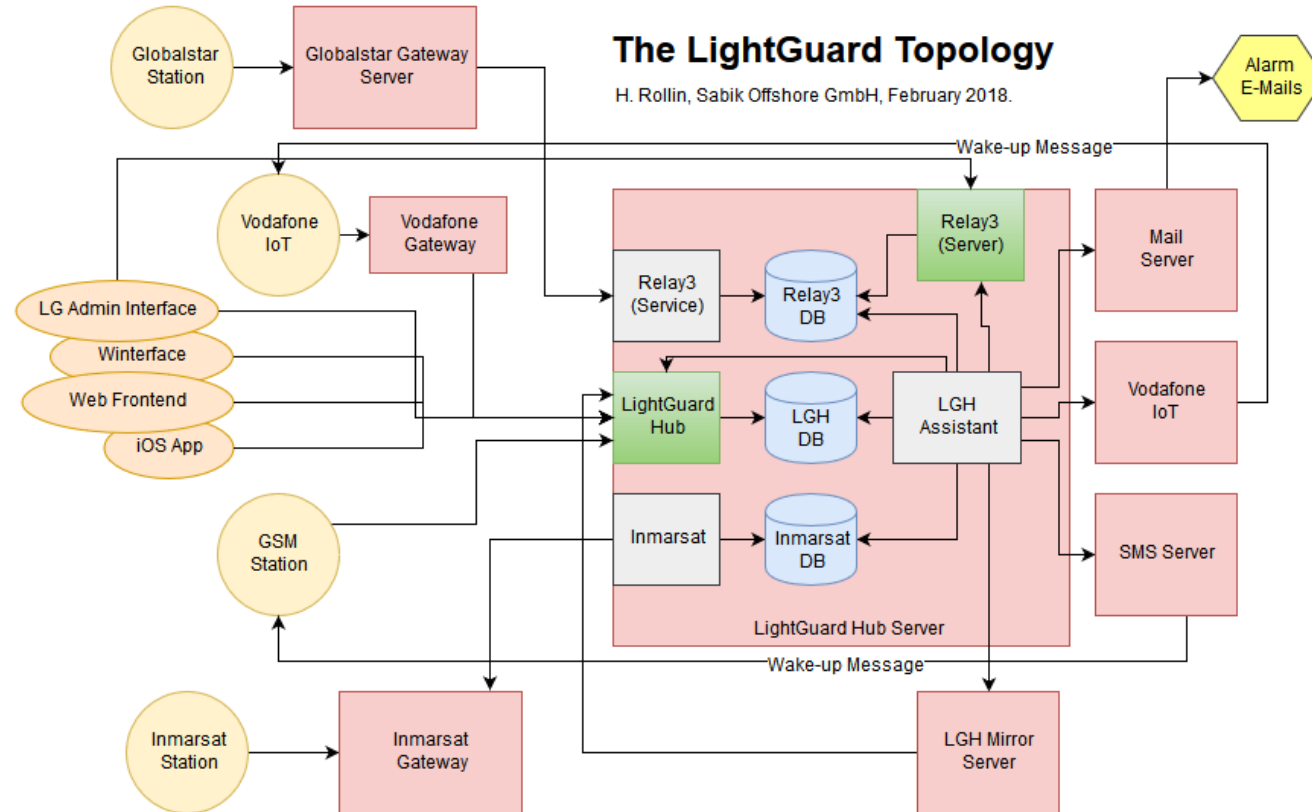 The LightGuard Topology
H. Rollin, Sabik Offshore GmbH, February 2018.
Globalstar
Station
Globalstar Gateway
Server
Alarm
E-Mails
Wake-up Message
Vodafone
IoT
Vodafone
Gateway
Relay3
(Server)
Mail
Server
Relay3
(Service)
Relay3
DB
LG Admin Interface
Winterface
Web Frontend
iOS App
LightGuard
Hub
LGH
DB
LGH
Assistant
Vodafone
IoT
GSM
Station
Inmarsat
Inmarsat
DB
SMS Server
LightGuard Hub Server
Wake-up Message
Inmarsat
Station
Inmarsat
Gateway
LGH Mirror
Server